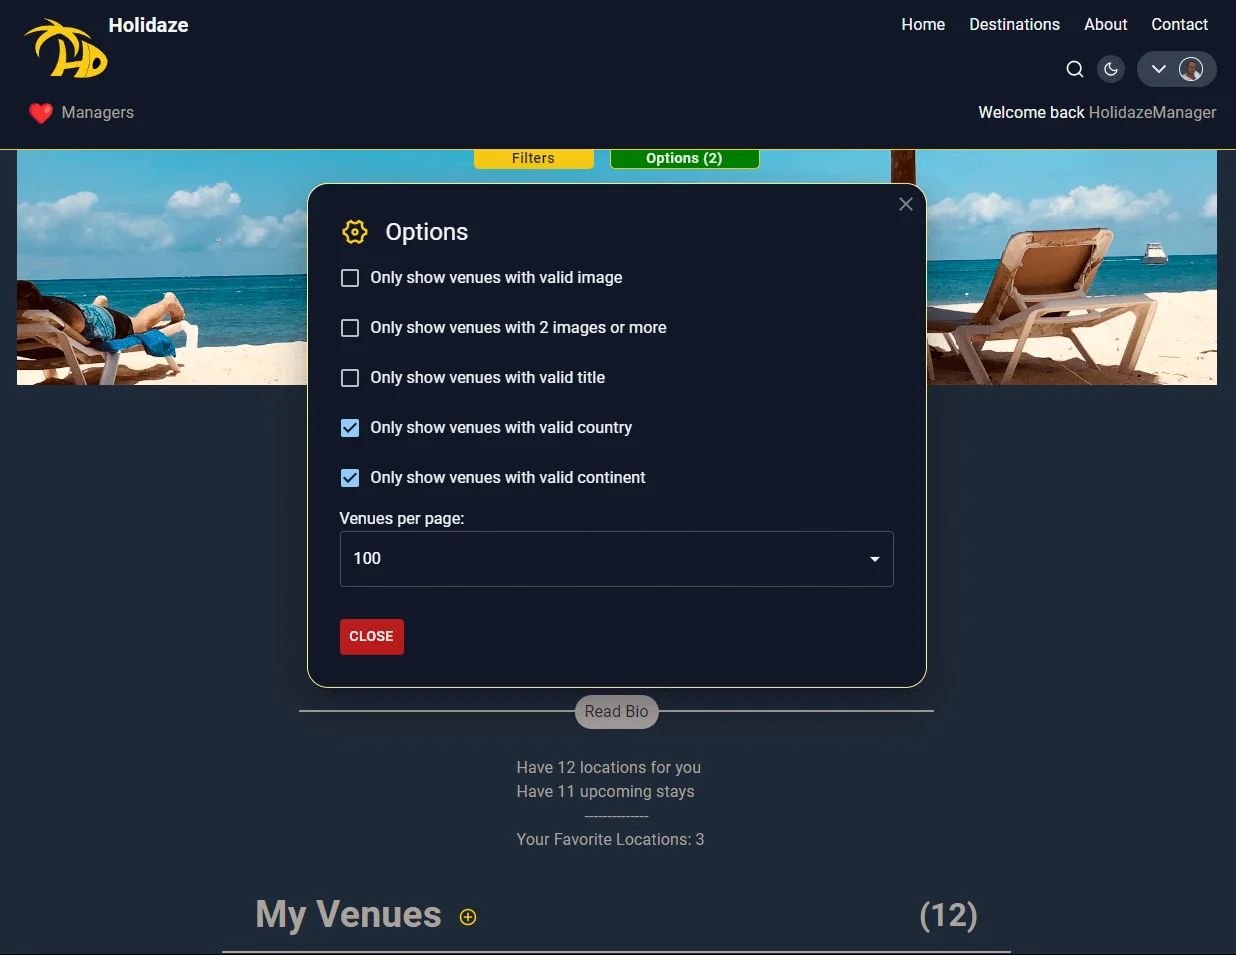 Holidaze
Home Destinations About Contact
Managers
Welcome back HolidazeManager
Filters
Options (2)
Options
Only show venues with valid image
Only show venues with 2 images or more
Only show venues with valid title
Only show venues with valid country
Only show venues with valid continent
Venues per page:
100
CLOSE
Read Bio
Have 12 locations for you
Have 11 upcoming stays
--------------
Your Favorite Locations: 3
My Venues
(12)